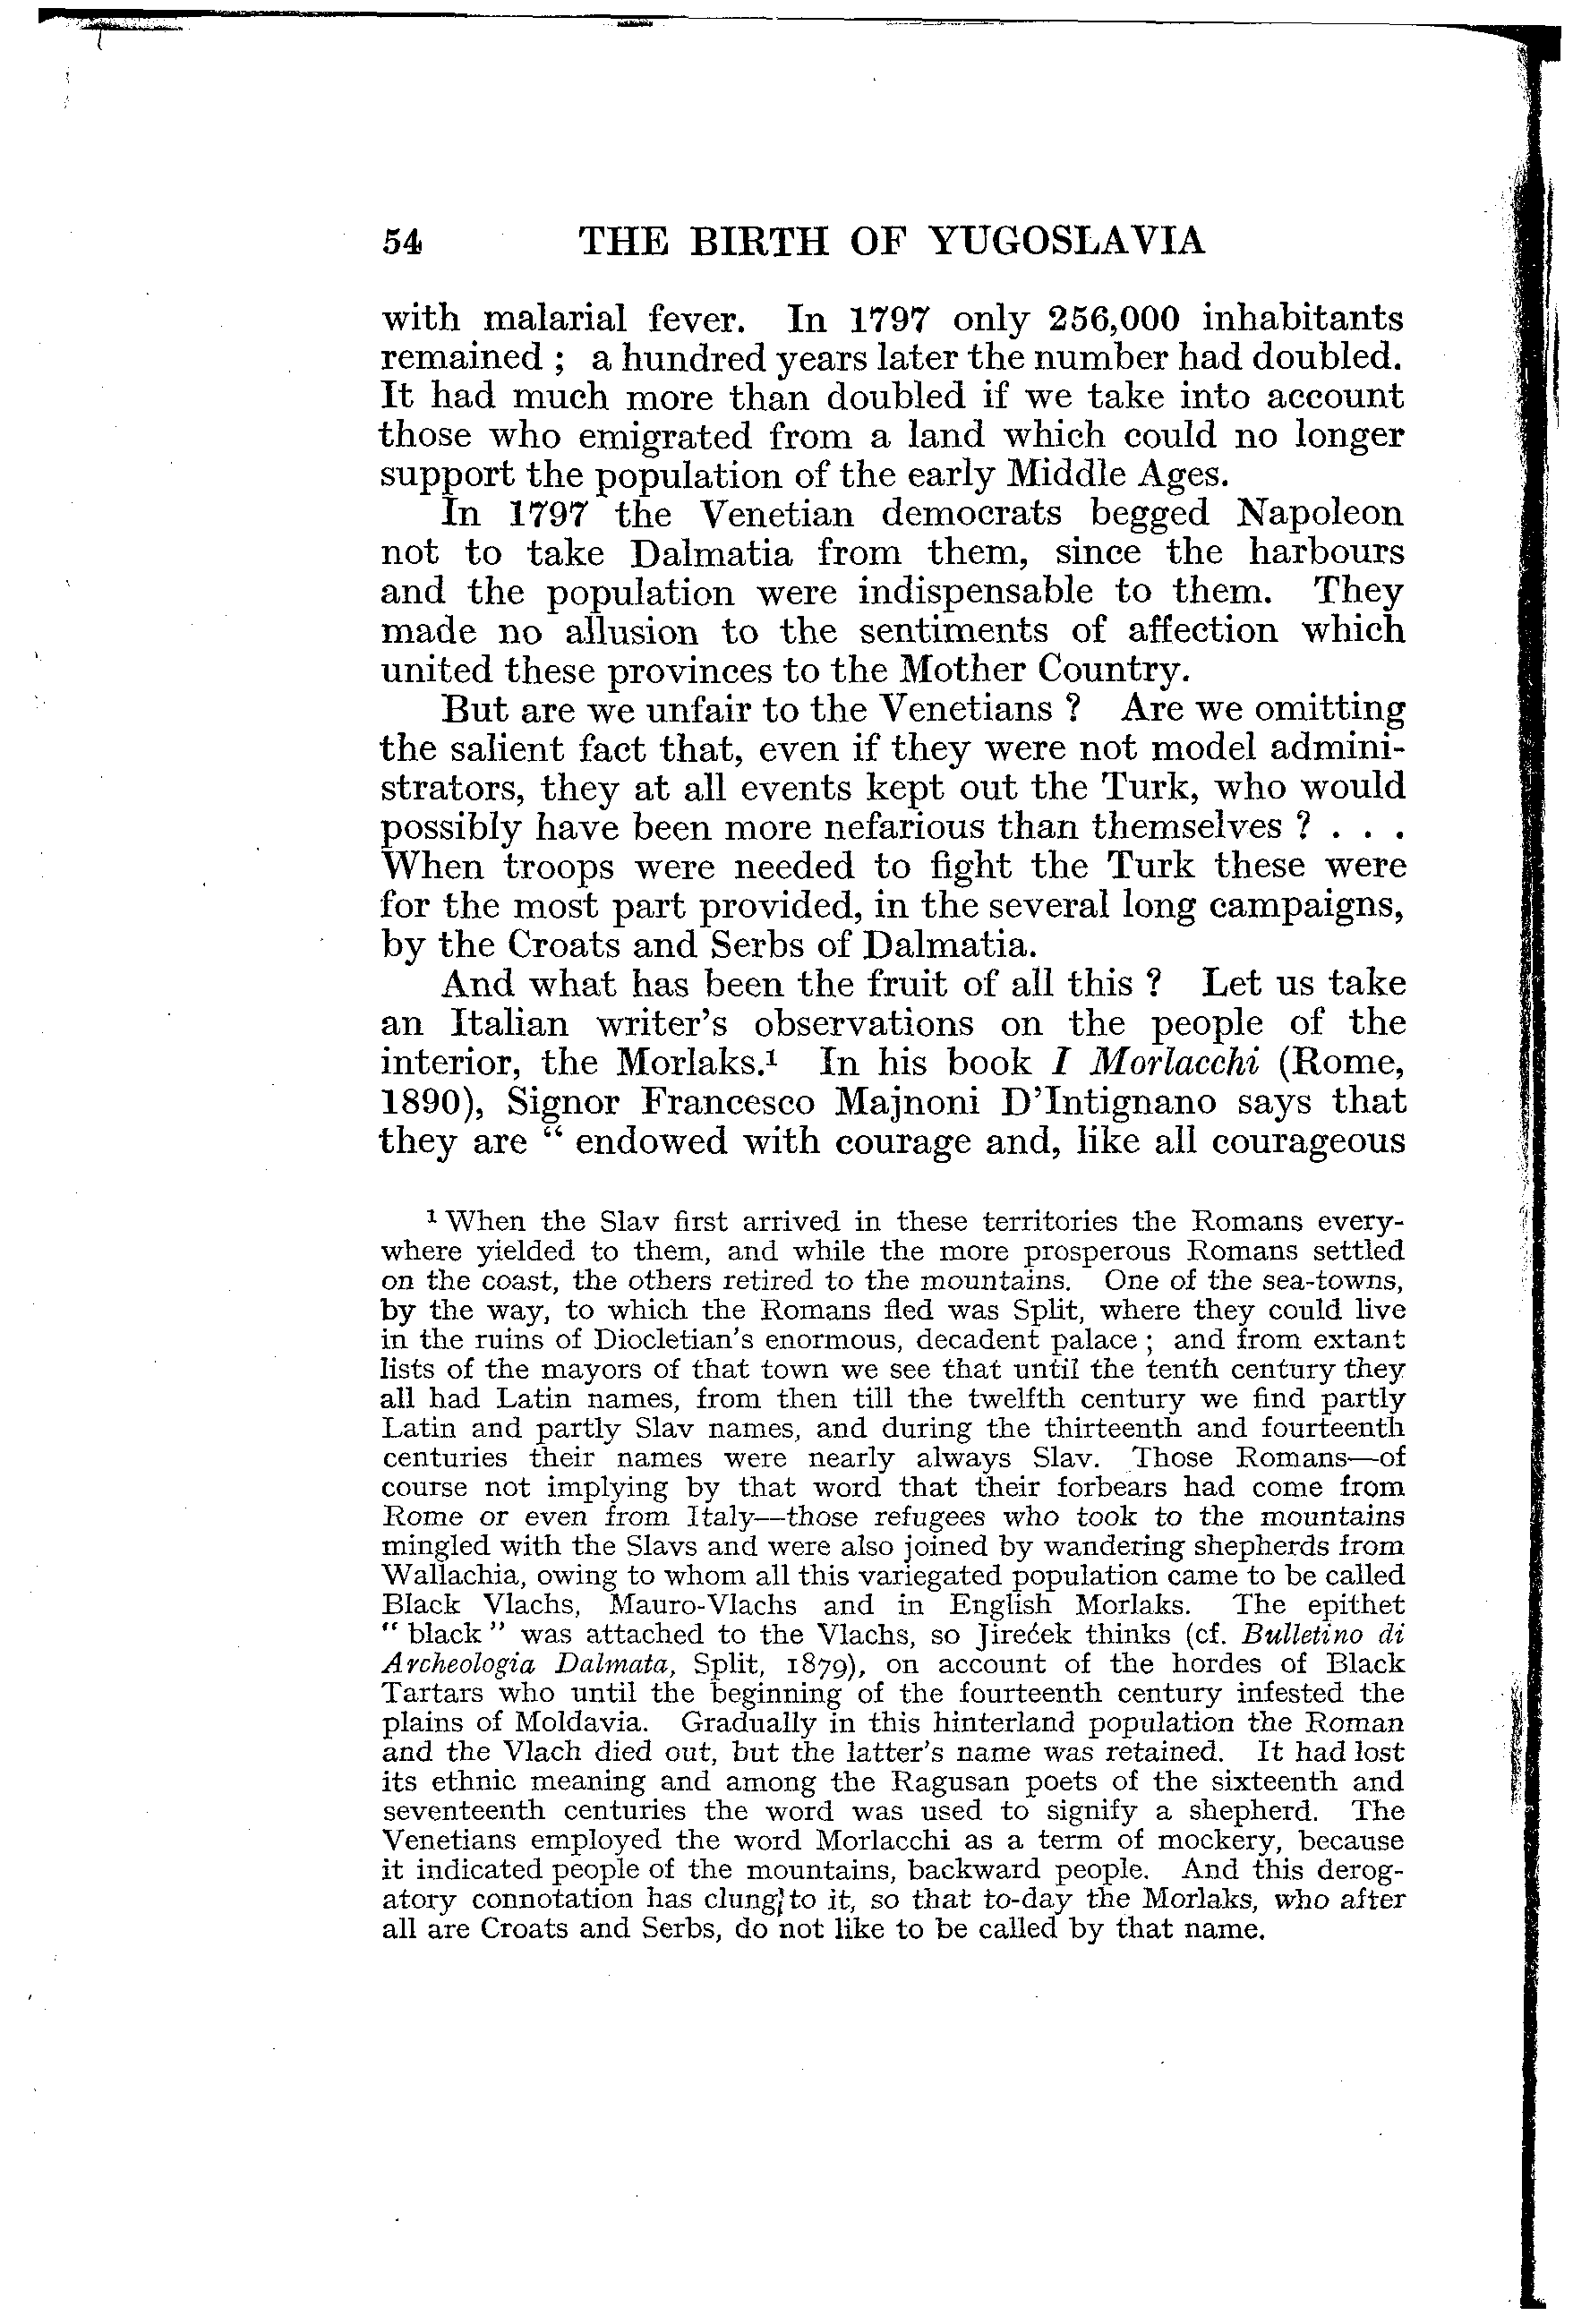 54 THE BIRTH OF YUGOSLAVIA
with malarial fever. In 1797 only 256,000 inhabitants
remained ; a hundred years later the number had doubled.
It had much more than doubled if we take into account
those who emigrated from a land which could no longer
support the population of the early Middle Ages.
In 1797 the Venetian democrats begged Napoleon
not to take Dalmatia from them, since the harbours
and the population were indispensable to them. They
made no allusion to the sentiments of affection which
united these provinces to the Mother Country.
But are we unfair to the Venetians ? Are we omitting
the salient fact that, even if they were not model admini-
strators, they at all events kept out the Turk, who would
possibly have been more nefarious than themselves ? . . .
When troops were needed to fight the Turk these were
for the most part provided, in the several long campaigns,
by the Croats and Serbs of Dalmatia.
And what has been the fruit of all this ? Let us take
an Italian writer's observations on the people of the
interior, the Morlaks.¹ In his book I Morlacchi (Rome,
1890), Signor Francesco Majnoni D'Intignano says that
they are " endowed with courage and, like all courageous
¹ When the Slav first arrived in these territories the Romans every-
where yielded to them, and while the more prosperous Romans settled
on the coast, the others retired to the mountains. One of the sea-towns,
by the way, to which the Romans fled was Split, where they could live
in the ruins of Diocletian's enormous, decadent palace ; and from extant
lists of the mayors of that town we see that until the tenth century they
all had Latin names, from then till the twelfth century we find partly
Latin and partly Slav names, and during the thirteenth and fourteenth
centuries their names were nearly always Slav. Those Romans—of
course not implying by that word that their forbears had come from
Rome or even from Italy—those refugees who took to the mountains
mingled with the Slavs and were also joined by wandering shepherds from
Wallachia, owing to whom all this variegated population came to be called
Black Vlachs, Mauro-Vlachs and in English Morlaks. The epithet
" black " was attached to the Vlachs, so Jirećek thinks (cf. Bulletino di
Archeologia Dalmata, Split, 1879), on account of the hordes of Black
Tartars who until the beginning of the fourteenth century infested the
plains of Moldavia. Gradually in this hinterland population the Roman
and the Vlach died out, but the latter's name was retained. It had lost
its ethnic meaning and among the Ragusan poets of the sixteenth and
seventeenth centuries the word was used to signify a shepherd. The
Venetians employed the word Morlacchi as a term of mockery, because
it indicated people of the mountains, backward people. And this derog-
atory connotation has clung to it, so that to-day the Morlaks, who after
all are Croats and Serbs, do not like to be called by that name.